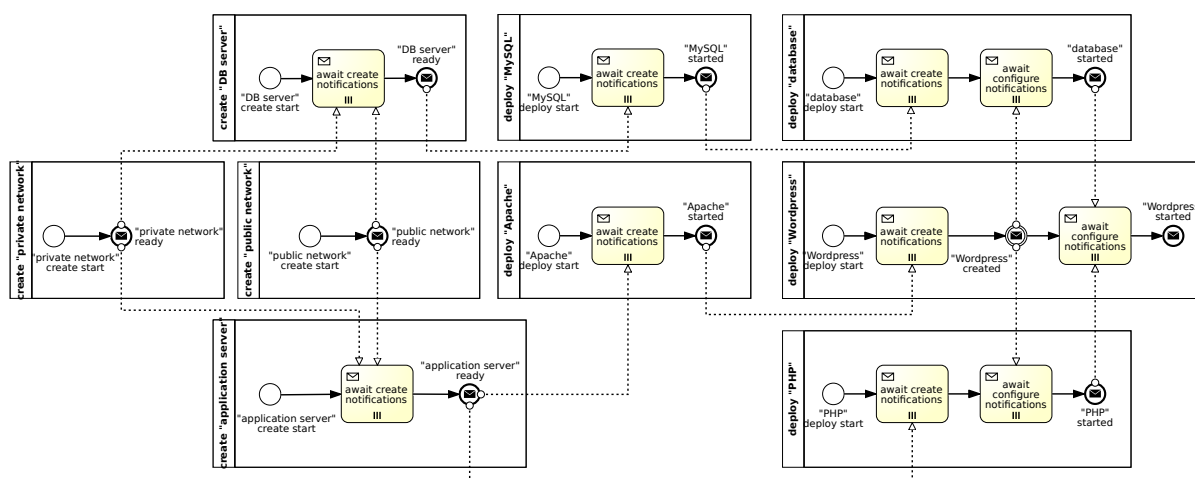 create "DB server"
"DB server"
create start
await create
notifications
"DB server"
ready
deploy "MySQL"
"MySQL"
deploy start
await create
notifications
"MySQL"
started
deploy "database"
"database"
deploy start
await create
notifications
await
configure
notifications
"database"
started
create "private network"
"private network"
create start
"private network"
ready
create "public network"
"public network"
create start
"public network"
ready
deploy "Apache"
"Apache"
deploy start
await create
notifications
"Apache"
started
deploy "Wordpress"
"Wordpress"
deploy start
await create
notifications
"Wordpress"
created
await
configure
notifications
"Wordpress
started
create "application server"
"application server"
create start
await create
notifications
"application server"
ready
deploy "PHP"
"PHP"
deploy start
await create
notifications
await
configure
notifications
"PHP"
started